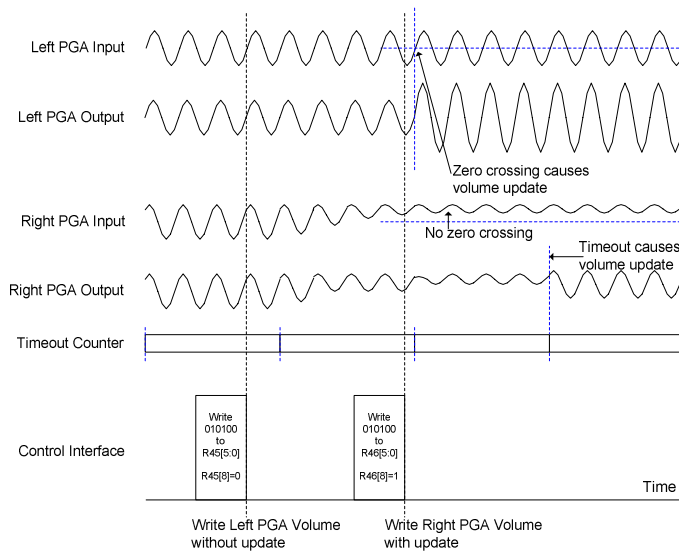 Left PGA Input
Left PGA Output
Zero crossing causes
volume update
Right PGA Input
No zero crossing
Timeout causes
volume update
Right PGA Output
Timeout Counter
Control Interface
Write
010100
to
R45[5:0]
R45[8]=0
Write
010100
to
R46[5:0]
R46[8]=1
Time
Write Left PGA Volume
without update
Write Right PGA Volume
with update